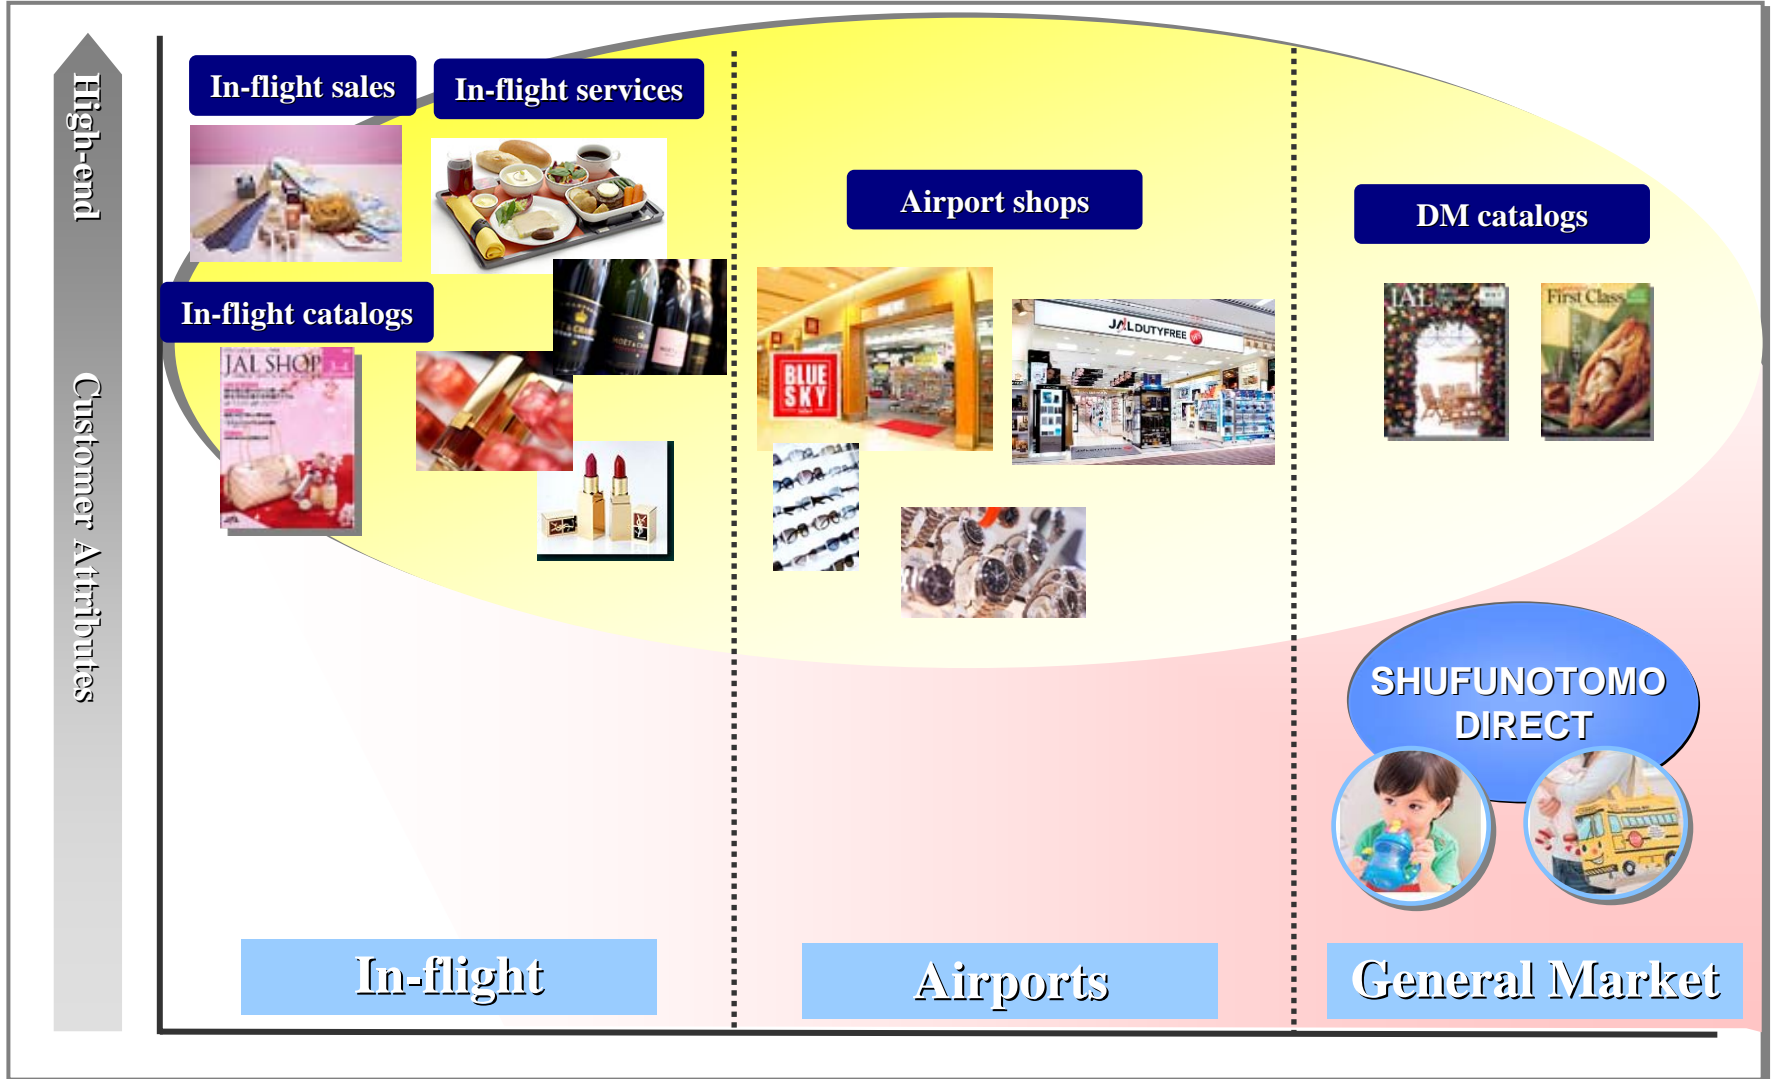 High-end
Customer Attributes
In-flight sales
In-flight services
In-flight catalogs
JAL SHOP
Airport shops
BLUE
SKY
JALDUTYFREE
DM catalogs
JAL
First Class
SHUFUNOTOMO
DIRECT
In-flight
Airports
General Market